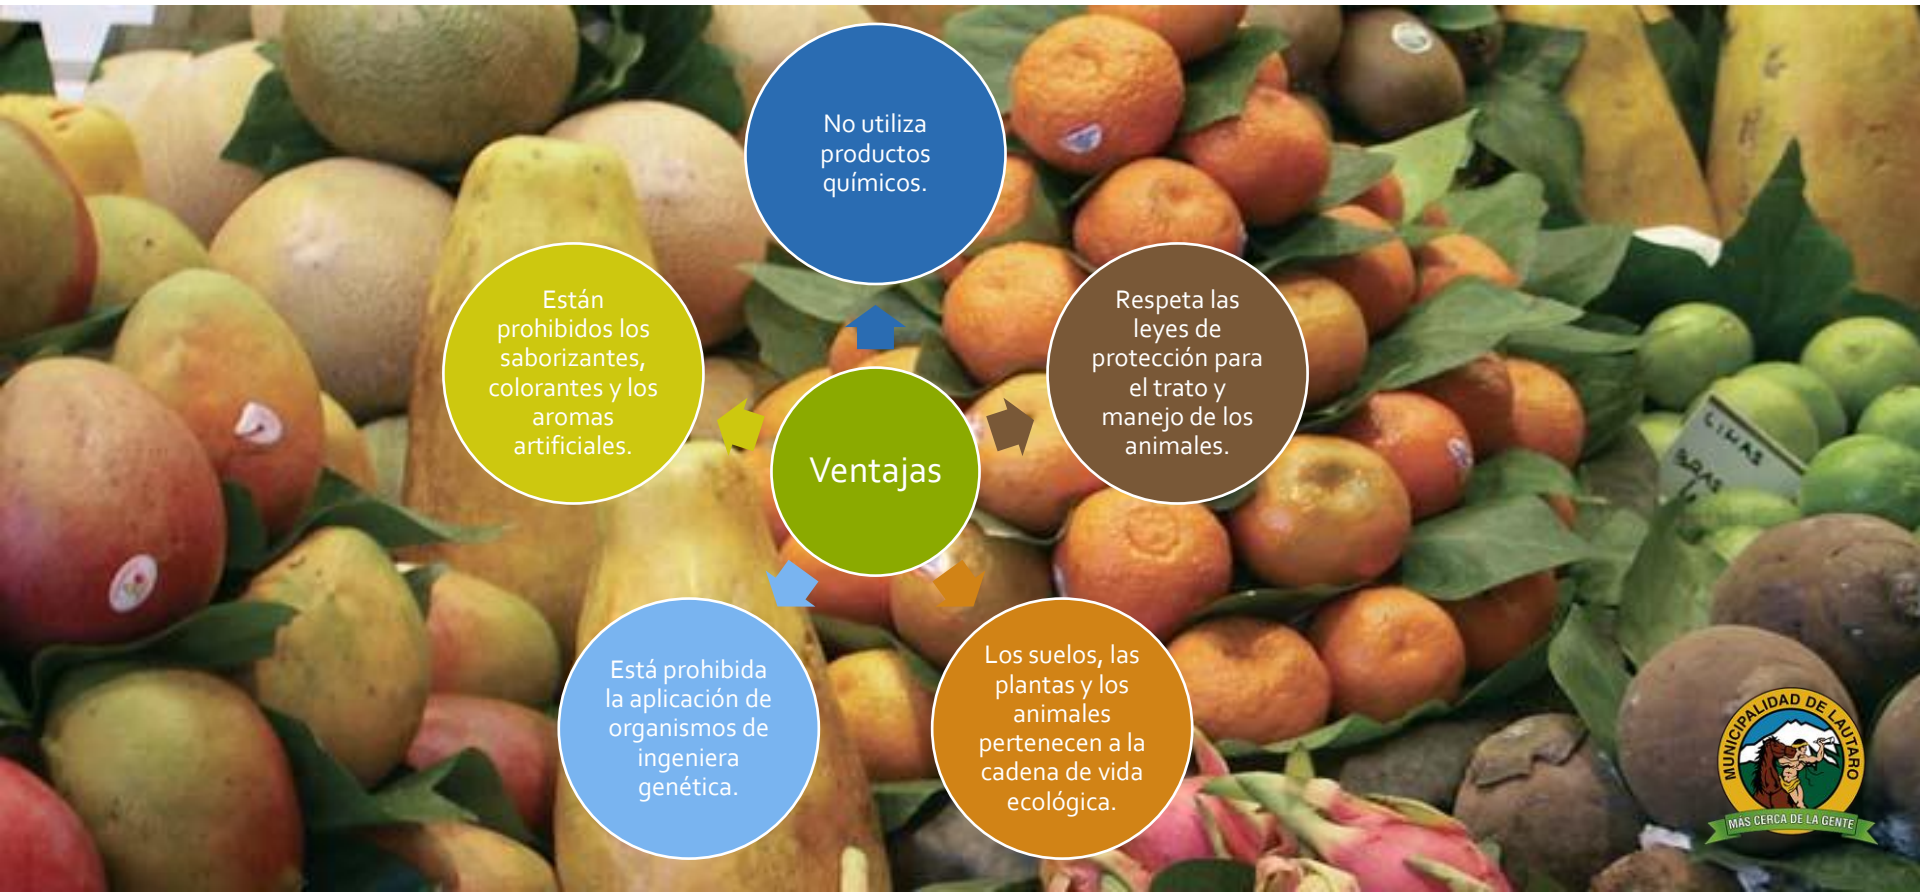 No utiliza
productos
químicos.
Respeta las
leyes de
protección para
el trato y
manejo de los
animales.
Los suelos, las
plantas y los
animales
pertenecen a la
cadena de vida
ecológica.
Está prohibida
la aplicación de
organismos de
ingeniera
genética.
Están
prohibidos los
saborizantes,
colorantes y los
aromas
artificiales.
Ventajas
LIMAS
MUNICIPALIDAD DE LAUTARO
MÁS CERCA DE LA GENTE